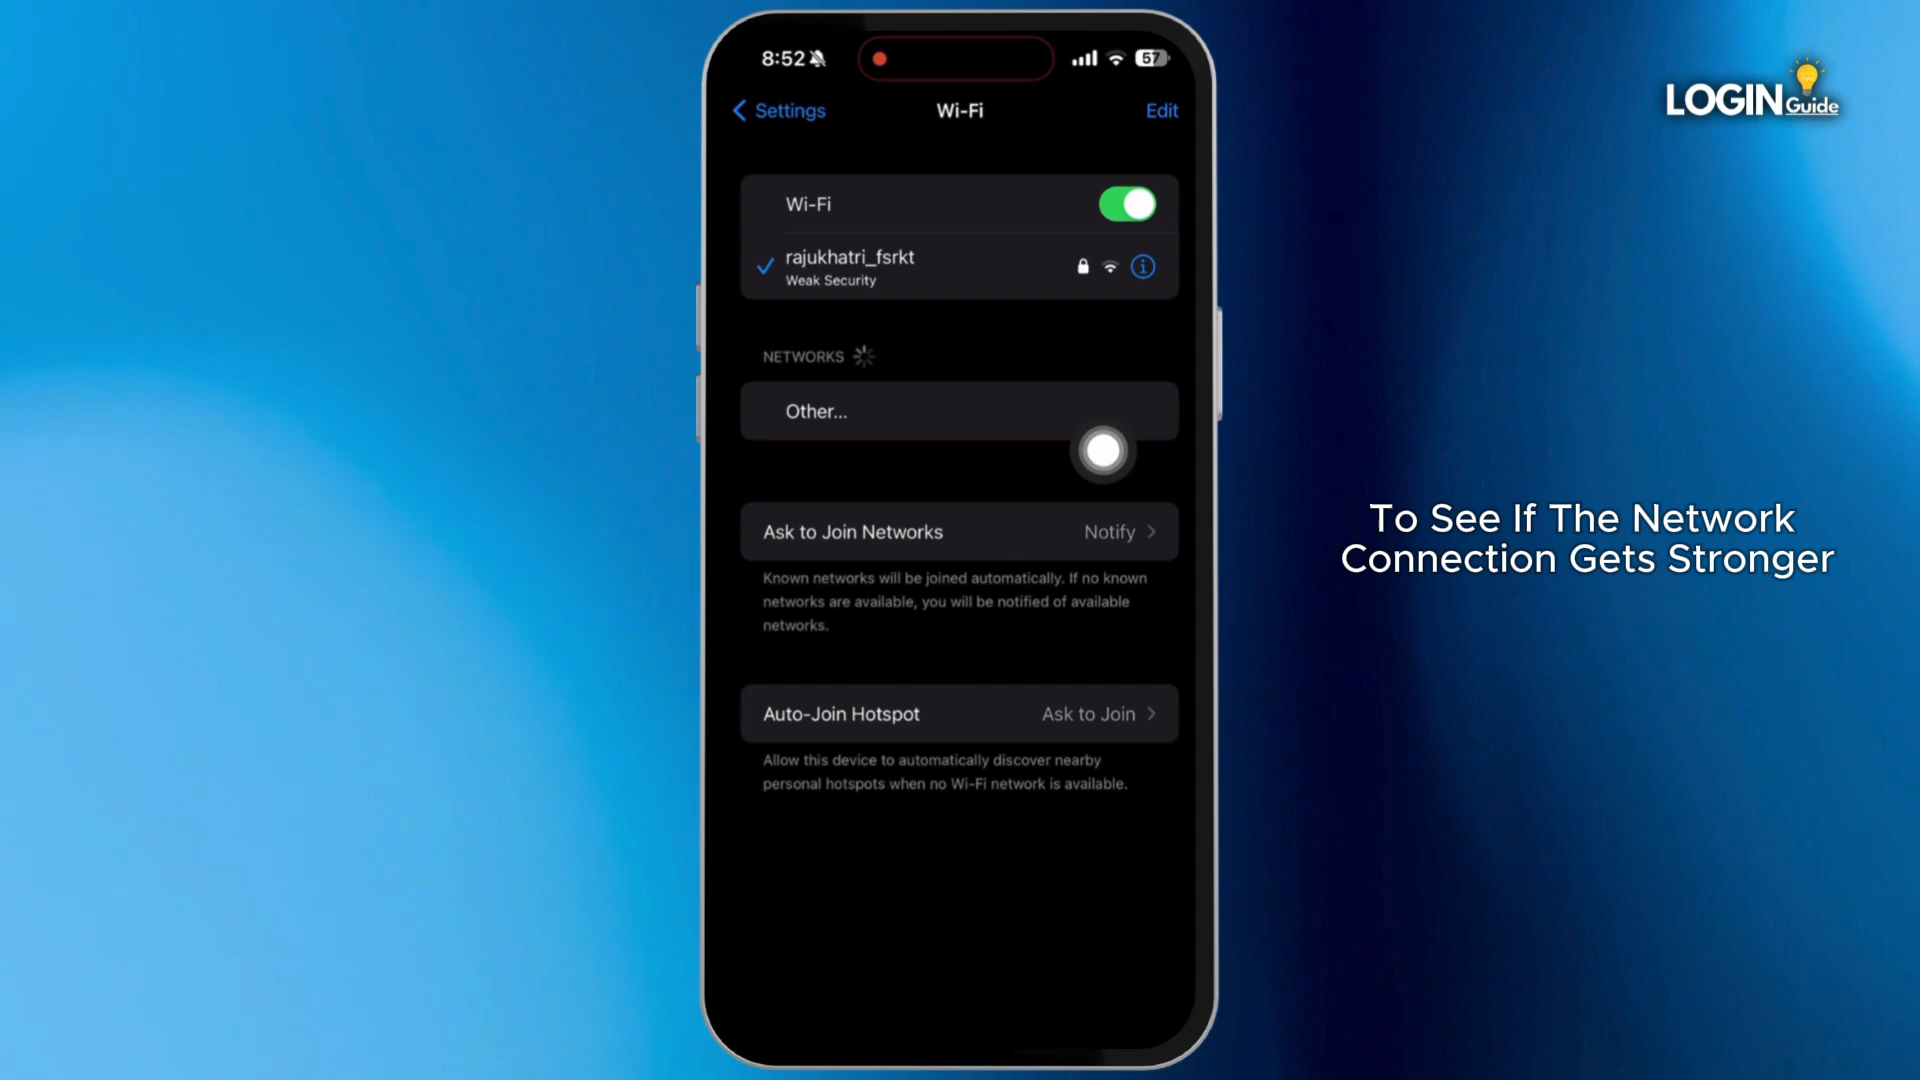 8:52
57
Settings
Wi-Fi
Edit
Wi-Fi
rajukhatri_fsrkt
Weak Security
NETWORKS
Other...
Ask to Join Networks
Notify
Known networks will be joined automatically. If no known
networks are available, you will be notified of available
networks.
Auto-Join Hotspot
Ask to Join
Allow this device to automatically discover nearby
personal hotspots when no Wi-Fi network is available.
LOGIN Guide
To See If The Network
Connection Gets Stronger